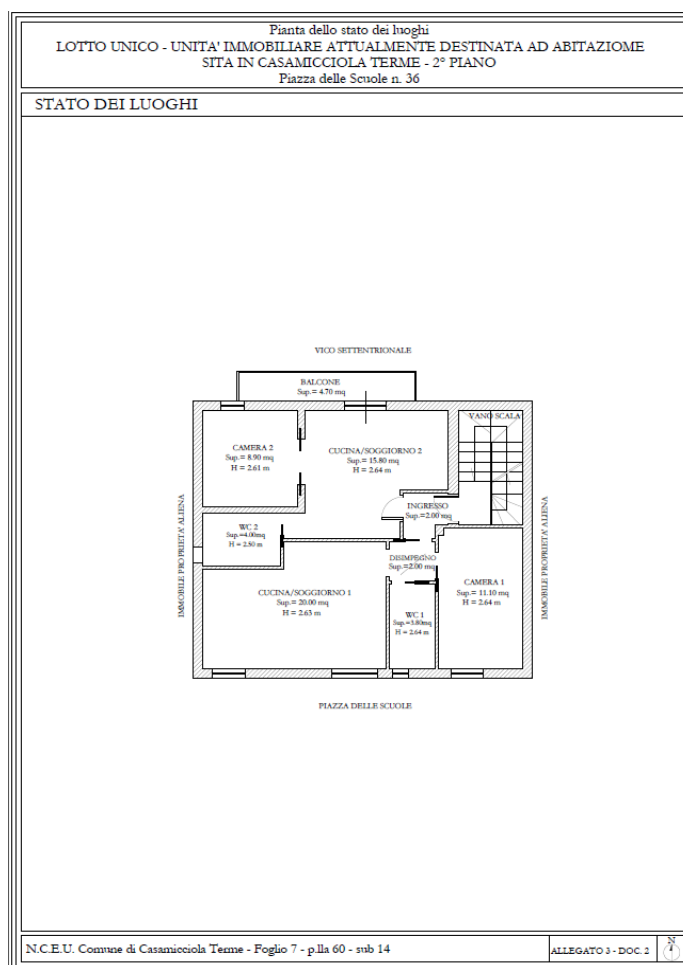 Pianta dello stato dei luoghi
LOTTO UNICO - UNITA' IMMOBILIARE ATTUALMENTE DESTINATA AD ABITAZIOME
SITA IN CASAMICCIOLA TERME - 2° PIANO
Piazza delle Scuole n. 36
STATO DEI LUOGHI
VICO SETTENTRIONALE
BALCONE
Sup.= 4.70 mq
VANO SCALA
CAMERA 2
Sup.= 8.90 mq
H = 2.61 m
CUCINA/SOGGIORNO 2
Sup.= 15.80 mq
H = 2.64 m
INGRESSO
Sup.=2.00 mq
WC 2
Sup.=4.00mq
H = 2.50 m
DISIMPEGNO
Sup.=2.00 mq
IMMOBILE PROPRIETA' ALIENA
IMMOBILE PROPRIETA' ALIENA
CUCINA/SOGGIORNO 1
Sup.= 20.00 mq
H = 2.63 m
CAMERA 1
Sup.= 11.10 mq
H = 2.64 m
WC 1
Sup.=3.80mq
H = 2.64 m
PIAZZA DELLE SCUOLE
N.C.E.U. Comune di Casamicciola Terme - Foglio 7 - p.lla 60 - sub 14
ALLEGATO 3 - DOC. 2
N